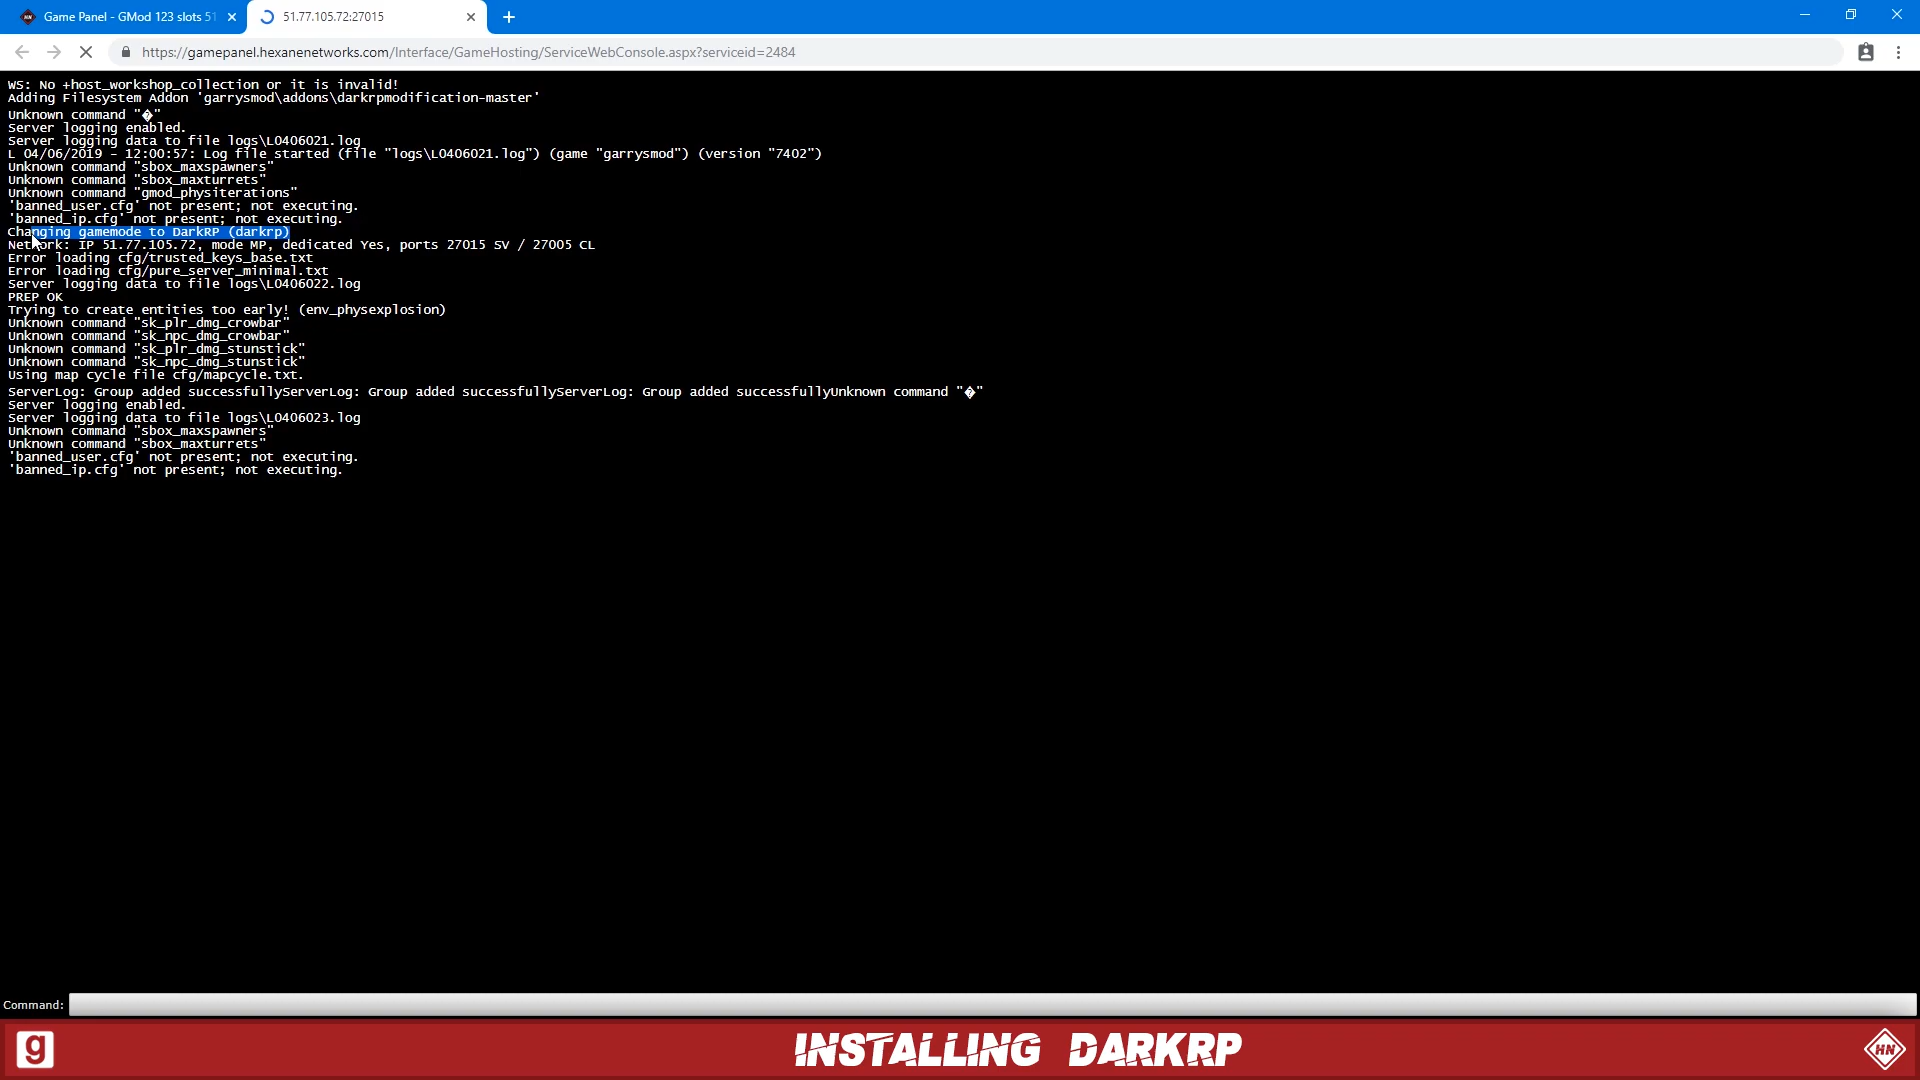 Game Panel - GMod 123 slots 51
51.77.105.72:27015
https://gamepanel.hexanenetworks.com/Interface/GameHosting/ServiceWebConsole.aspx?serviceid=2484
WS: No +host_workshop_collection or it is invalid!
Adding Filesystem Addon 'garrysmod\addons\darkrpmodification-master'
Unknown command "�"
Server logging enabled.
Server logging data to file logs\L0406021.log
L 04/06/2019 - 12:00:57: Log file started (file "logs\L0406021.log") (game "garrysmod") (version "7402")
Unknown command "sbox_maxspawners"
Unknown command "sbox_maxturrets"
Unknown command "gmod_physiterations"
'banned_user.cfg' not present; not executing.
'banned_ip.cfg' not present; not executing.
Changing gamemode to DarkRP (darkrp)
Network: IP 51.77.105.72, mode MP, dedicated Yes, ports 27015 SV / 27005 CL
Error loading cfg/trusted_keys_base.txt
Error loading cfg/pure_server_minimal.txt
Server logging data to file logs\L0406022.log
PREP OK
Trying to create entities too early! (env_physexplosion)
Unknown command "sk_plr_dmg_crowbar"
Unknown command "sk_npc_dmg_crowbar"
Unknown command "sk_plr_dmg_stunstick"
Unknown command "sk_npc_dmg_stunstick"
Using map cycle file cfg/mapcycle.txt.
ServerLog: Group added successfullyServerLog: Group added successfullyServerLog: Group added successfullyUnknown command "�"
Server logging enabled.
Server logging data to file logs\L0406023.log
Unknown command "sbox_maxspawners"
Unknown command "sbox_maxturrets"
'banned_user.cfg' not present; not executing.
'banned_ip.cfg' not present; not executing.
Command:
g
INSTALLING DARKRP
HN